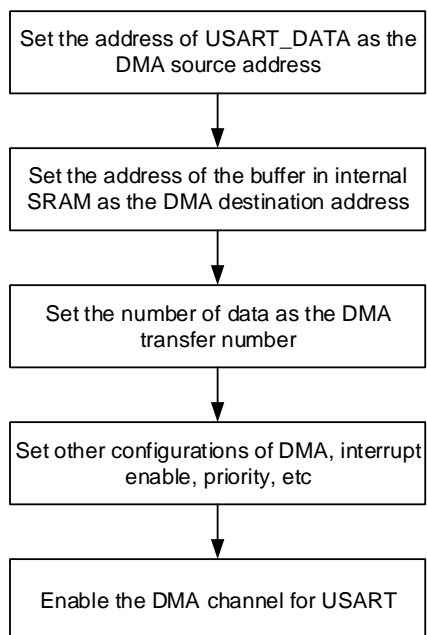 Set the address of USART_DATA as the
DMA source address
Set the address of the buffer in internal
SRAM as the DMA destination address
Set the number of data as the DMA
transfer number
Set other configurations of DMA, interrupt
enable, priority, etc
Enable the DMA channel for USART